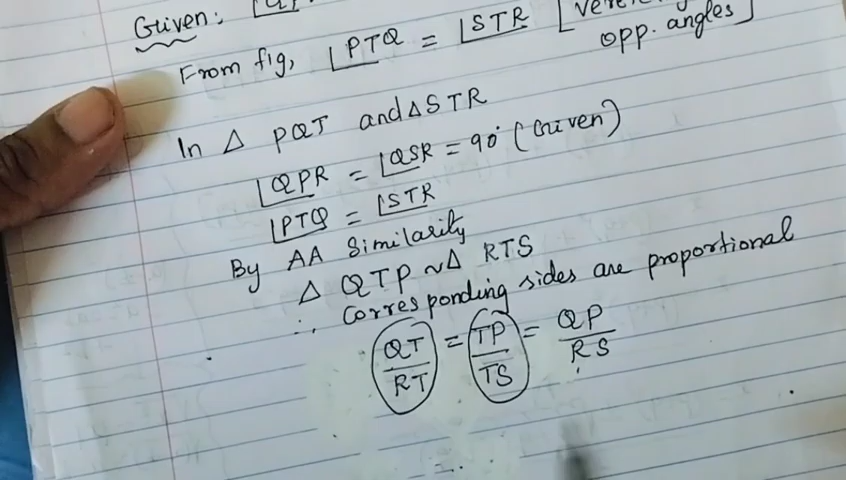 Given:
From fig, ∠PTQ = ∠STR [
opp. angles]
In Δ PQT and Δ STR
∠QPR = ∠QSR = 90° (Given)
∠PTQ = ∠STR
By AA Similarity
Δ QTP ~ Δ RTS
∴ Corresponding sides are proportional
QT/RT = TP/TS = QP/RS